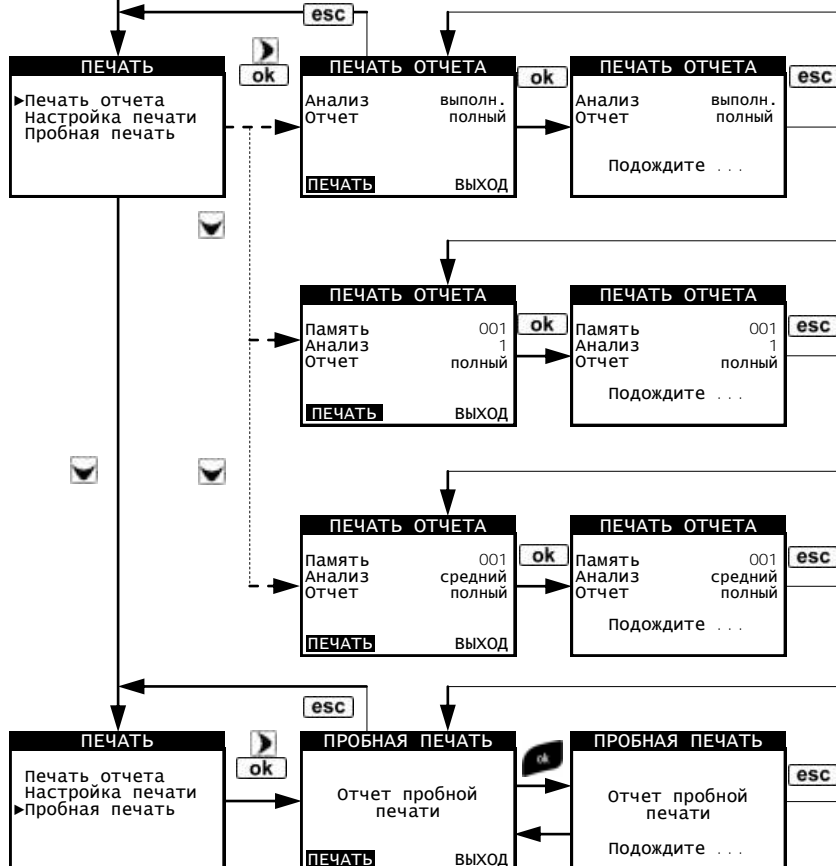 esc
ПЕЧАТЬ
▶Печать отчета
Настройка печати
Пробная печать
ok
ПЕЧАТЬ ОТЧЕТА
Анализ выполн.
Отчет полный
ПЕЧАТЬ ВЫХОД
ok
ПЕЧАТЬ ОТЧЕТА
Анализ выполн.
Отчет полный
Подождите ...
esc
ПЕЧАТЬ ОТЧЕТА
Память 001
Анализ 1
Отчет полный
ПЕЧАТЬ ВЫХОД
ok
ПЕЧАТЬ ОТЧЕТА
Память 001
Анализ 1
Отчет полный
Подождите ...
esc
ПЕЧАТЬ ОТЧЕТА
Память 001
Анализ средний
Отчет полный
ПЕЧАТЬ ВЫХОД
ok
ПЕЧАТЬ ОТЧЕТА
Память 001
Анализ средний
Отчет полный
Подождите ...
esc
esc
ПЕЧАТЬ
Печать отчета
Настройка печати
▶Пробная печать
ok
ПРОБНАЯ ПЕЧАТЬ
Отчет пробной
печати
ПЕЧАТЬ ВЫХОД
ok
ПРОБНАЯ ПЕЧАТЬ
Отчет пробной
печати
Подождите ...
esc